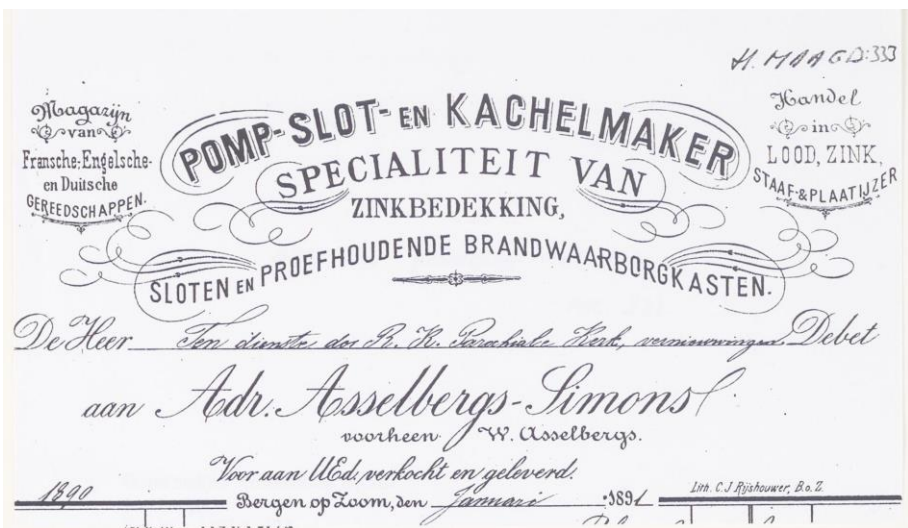 H. MAAGD: 333
Magazijn
van
Fransche-, Engelsche-
en Duitsche
GEREEDSCHAPPEN.
POMP-SLOT-EN KACHELMAKER
SPECIALITEIT VAN
ZINKBEDEKKING,
SLOTEN EN PROEFHOUDENDE BRANDWAARBORGKASTEN.
Handel
in
LOOD, ZINK,
STAAF-& PLAATIJZER
De Heer Ten dienste der R. K. Parochiale Kerk, vernieuwingen Debet
aan Adr. Asselbergs-Simons
voorheen W. Asselbergs.
Voor aan UEd. verkocht en geleverd.
1890 Bergen op Zoom, den Januari 1891 Lith. C.J. Rijshouwer, B.o.Z.